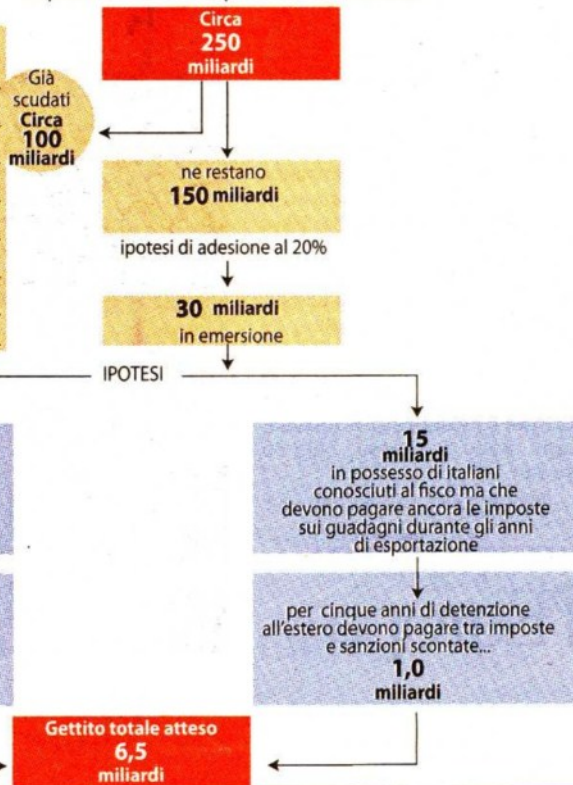 Circa
250
miliardi
Già
scudati
Circa
100
miliardi
ne restano
150 miliardi
ipotesi di adesione al 20%
30 miliardi
in emersione
IPOTESI
15
miliardi
in possesso di italiani
conosciuti al fisco ma che
devono pagare ancora le imposte
sui guadagni durante gli anni
di esportazione
per cinque anni di detenzione
all'estero devono pagare tra imposte
e sanzioni scontate...
1,0
miliardi
Gettito totale atteso
6,5
miliardi